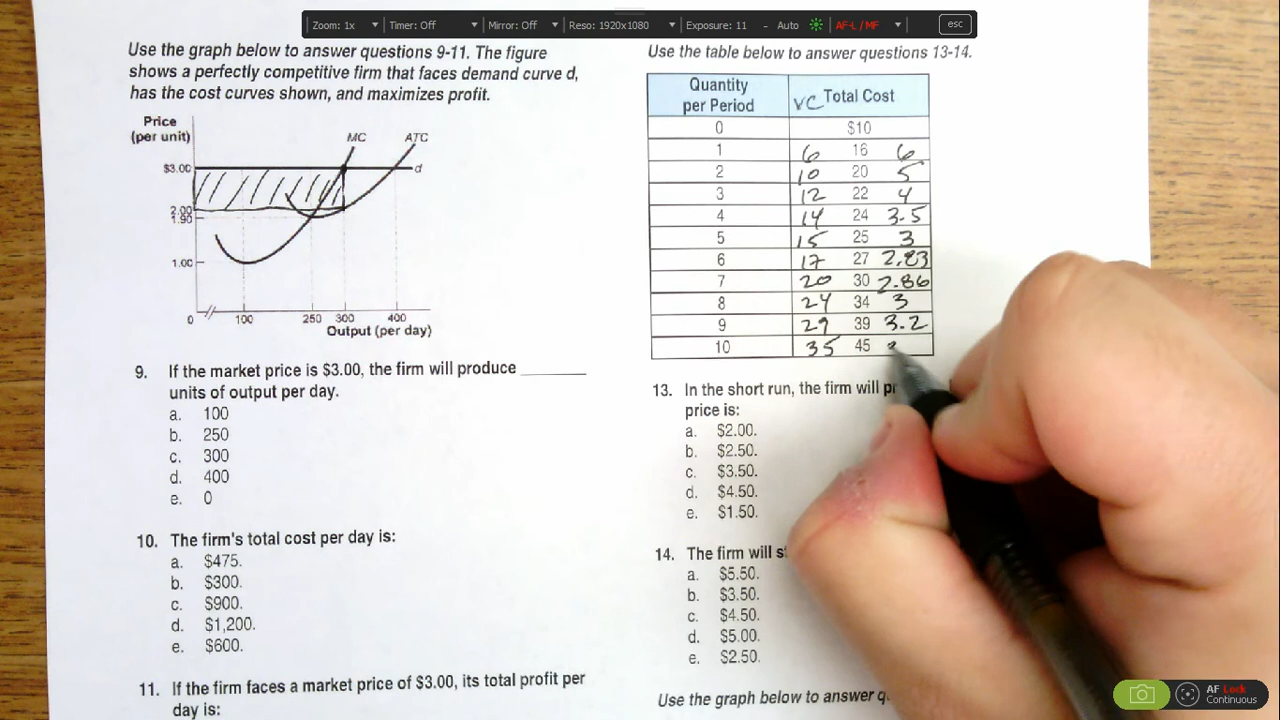 Zoom: 1x Timer: Off Mirror: Off Reso: 1920x1080 Exposure: 11 - Auto AF-L / MF esc
Use the graph below to answer questions 9-11. The figure
shows a perfectly competitive firm that faces demand curve d,
has the cost curves shown, and maximizes profit.
Price
(per unit)
MC ATC
$3.00 d
2.00
1.90
1.00
0 100 250 300 400
Output (per day)
9. If the market price is $3.00, the firm will produce ______
units of output per day.
a. 100
b. 250
c. 300
d. 400
e. 0
10. The firm's total cost per day is:
a. $475.
b. $300.
c. $900.
d. $1,200.
e. $600.
11. If the firm faces a market price of $3.00, its total profit per
day is:
Use the table below to answer questions 13-14.
Quantity
per Period
VC Total Cost
0 $10
1 6 16 6
2 10 20 5
3 12 22 4
4 14 24 3.5
5 15 25 3
6 17 27 2.83
7 20 30 2.86
8 24 34 3
9 29 39 3.2
10 35 45
13. In the short run, the firm will
price is:
a. $2.00.
b. $2.50.
c. $3.50.
d. $4.50.
e. $1.50.
14. The firm will
a. $5.50.
b. $3.50.
c. $4.50.
d. $5.00.
e. $2.50.
Use the graph below to answer
AF Lock
Continuous